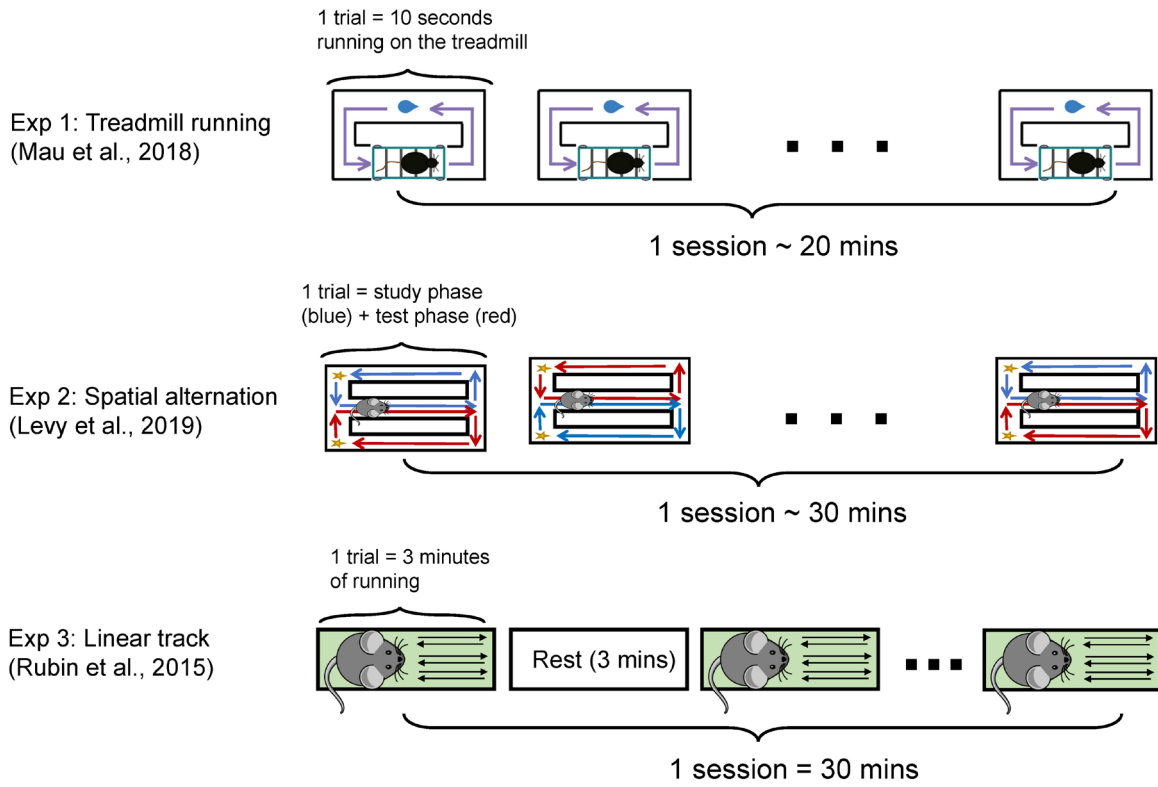 1 trial = 10 seconds
running on the treadmill
Exp 1: Treadmill running
(Mau et al., 2018)
1 session ~ 20 mins
1 trial = study phase
(blue) + test phase (red)
Exp 2: Spatial alternation
(Levy et al., 2019)
1 session ~ 30 mins
1 trial = 3 minutes
of running
Exp 3: Linear track
(Rubin et al., 2015)
Rest (3 mins)
1 session = 30 mins